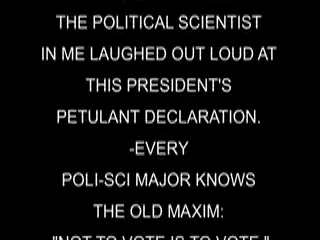 THE POLITICAL SCIENTIST
IN ME LAUGHED OUT LOUD AT
THIS PRESIDENT'S
PETULANT DECLARATION.
-EVERY
POLI-SCI MAJOR KNOWS
THE OLD MAXIM:
"NOT TO VOTE IS TO VOTE."